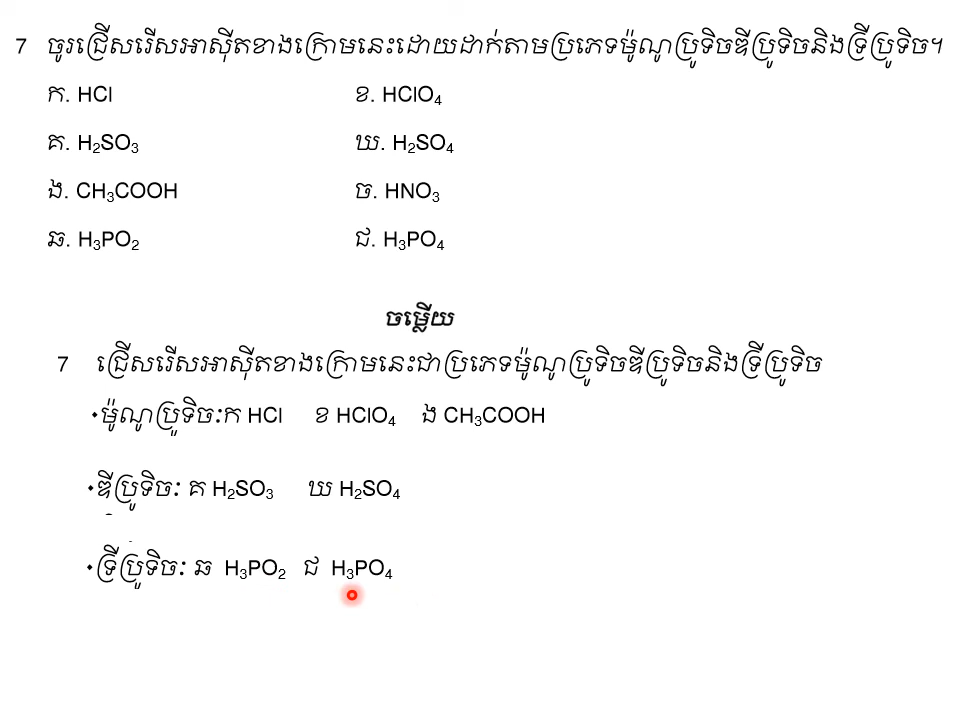 7 ចូរជ្រើសរើសអាស៊ីតខាងក្រោមនេះដោយដាក់តាមប្រភេទម៉ូណូប្រូទិចឌីប្រូទិចនិងទ្រីប្រូទិច។
ក. HCl ខ. HClO₄
គ. H₂SO₃ ឃ. H₂SO₄
ង. CH₃COOH ច. HNO₃
ឆ. H₃PO₂ ជ. H₃PO₄
ចម្លើយ
7 ជ្រើសរើសអាស៊ីតខាងក្រោមនេះជាប្រភេទម៉ូណូប្រូទិចឌីប្រូទិចនិងទ្រីប្រូទិច
•ម៉ូណូប្រូទិច:ក HCl ខ HClO₄ ង CH₃COOH
•ឌីប្រូទិច: គ H₂SO₃ ឃ H₂SO₄
•ទ្រីប្រូទិច: ឆ H₃PO₂ ជ H₃PO₄